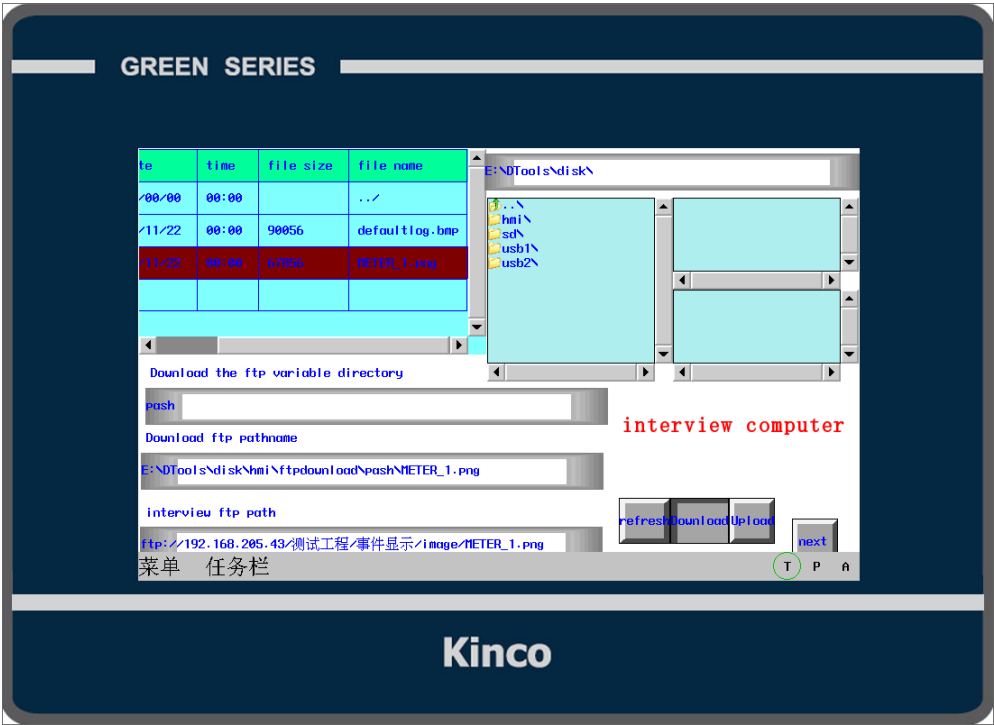 GREEN SERIES
te time file size file name
/00/00 00:00 ../
/11/22 00:00 90056 defaultlog.bmp
/11/22 00:00 METER_1.png
E:\DTools\disk\
..\
hmi\
sd\
usb1\
usb2\
Download the ftp variable directory
pash
Download ftp pathname
E:\DTools\disk\hmi\ftpdownload\pash\METER_1.png
interview computer
interview ftp path
ftp://192.168.205.43/测试工程/事件显示/image/METER_1.png
refresh Download Upload
next
菜单 任务栏
T P A
Kinco